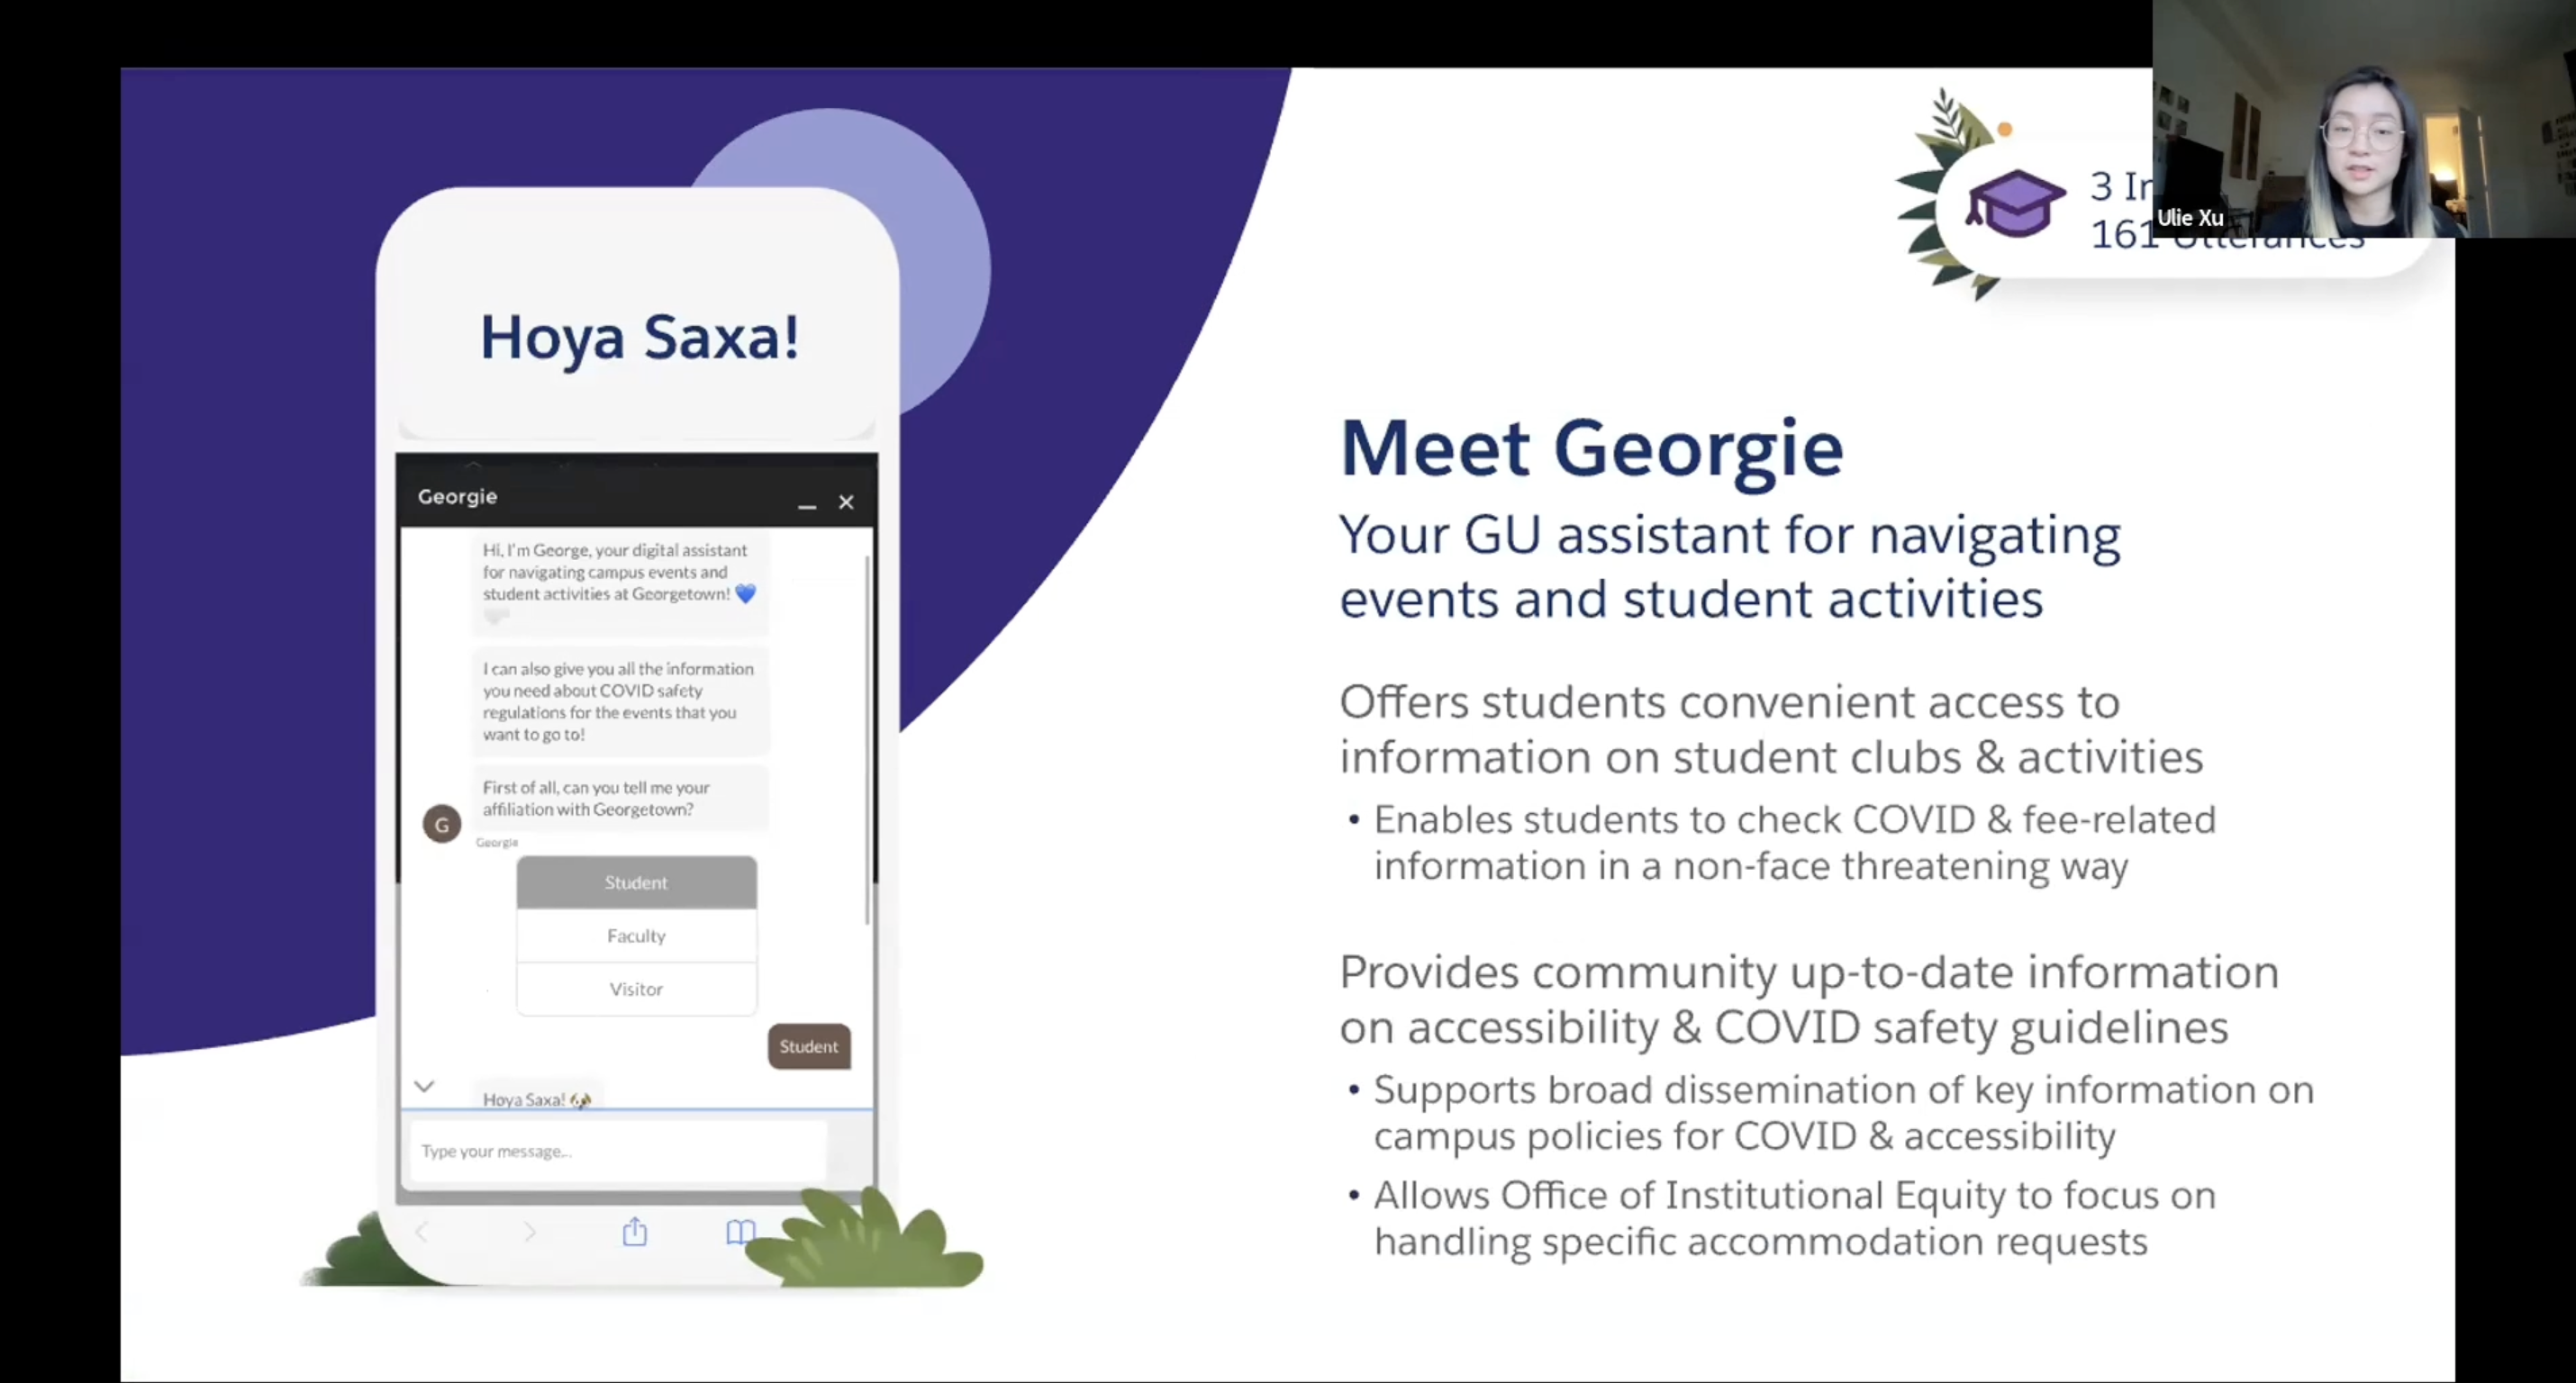 3
161 Utterances
Ulie Xu
Hoya Saxa!
Georgie
Hi, I'm George, your digital assistant
for navigating campus events and
student activities at Georgetown! 💙
I can also give you all the information
you need about COVID safety
regulations for the events that you
want to go to!
First of all, can you tell me your
affiliation with Georgetown?
G
Georgie
Student
Faculty
Visitor
Student
Hoya Saxa! 🐶
Type your message...
Meet Georgie
Your GU assistant for navigating
events and student activities
Offers students convenient access to
information on student clubs & activities
• Enables students to check COVID & fee-related
information in a non-face threatening way
Provides community up-to-date information
on accessibility & COVID safety guidelines
• Supports broad dissemination of key information on
campus policies for COVID & accessibility
• Allows Office of Institutional Equity to focus on
handling specific accommodation requests